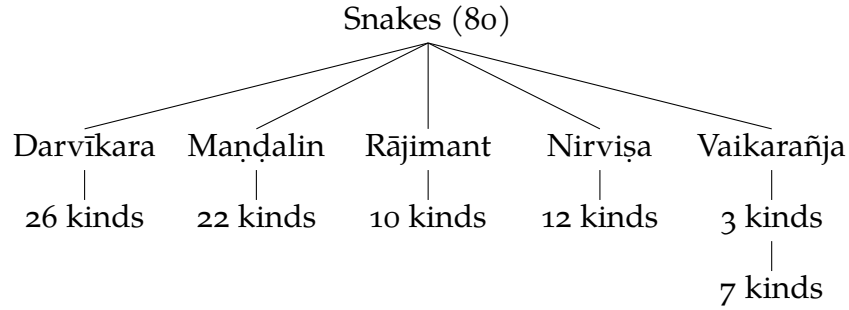 Snakes (80)
Darvīkara Maṇḍalin Rājimant Nirviṣa Vaikarañja
26 kinds 22 kinds 10 kinds 12 kinds 3 kinds
7 kinds